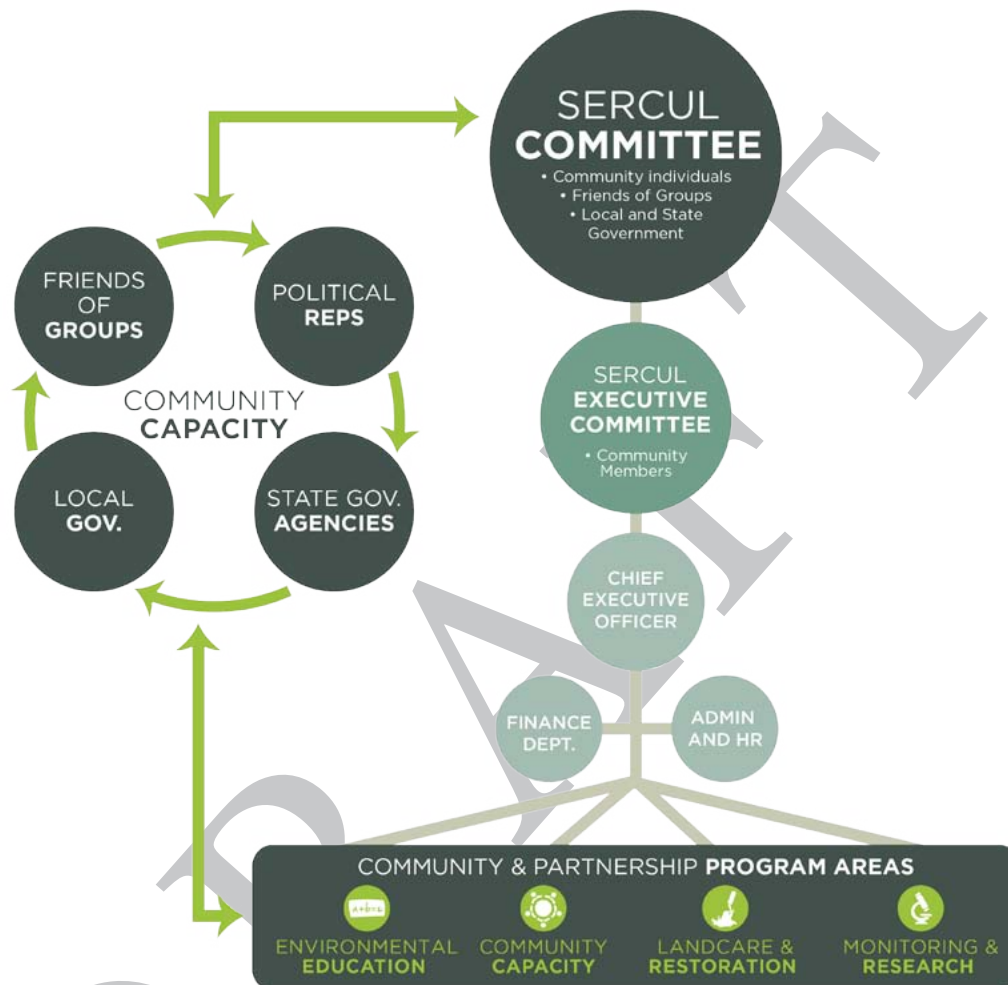 SERCUL
COMMITTEE
• Community individuals
• Friends of Groups
• Local and State
Government
FRIENDS
OF
GROUPS
POLITICAL
REPS
COMMUNITY
CAPACITY
LOCAL
GOV.
STATE GOV.
AGENCIES
SERCUL
EXECUTIVE
COMMITTEE
• Community
Members
CHIEF
EXECUTIVE
OFFICER
FINANCE
DEPT.
ADMIN
AND HR
COMMUNITY & PARTNERSHIP PROGRAM AREAS
ENVIRONMENTAL
EDUCATION
COMMUNITY
CAPACITY
LANDCARE &
RESTORATION
MONITORING &
RESEARCH